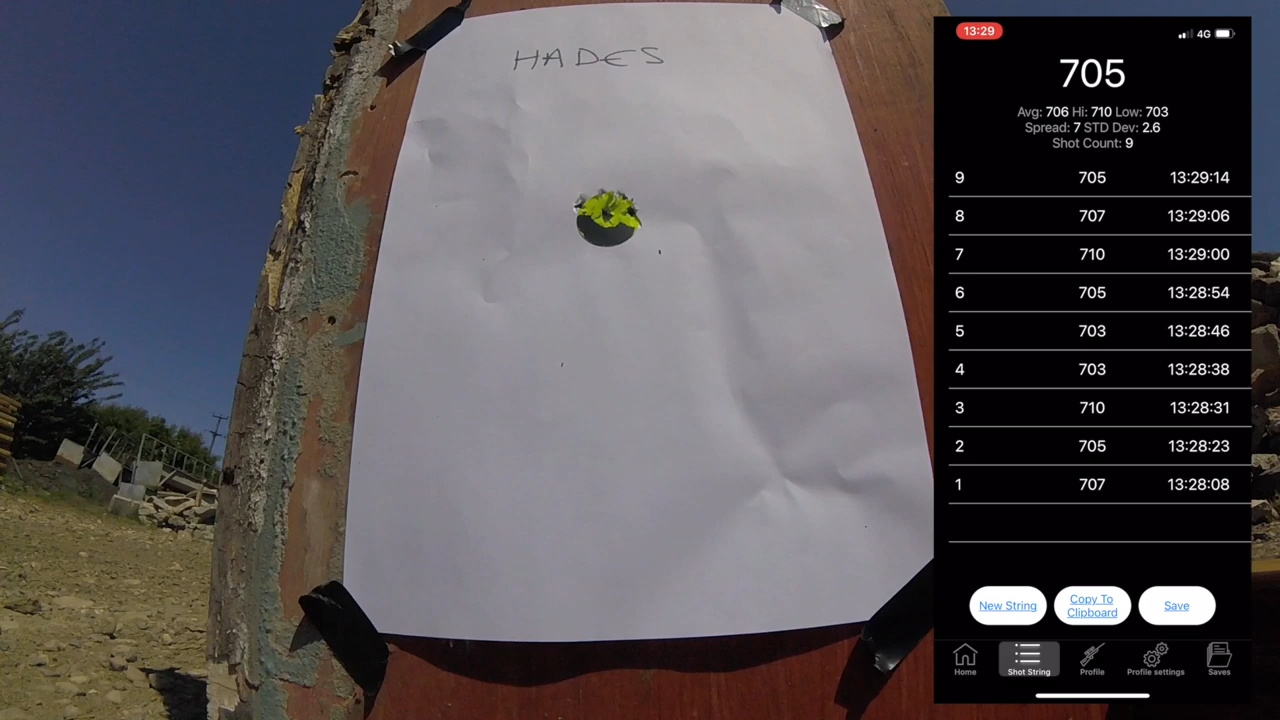 HADES
13:29
4G
705
Avg: 706 Hi: 710 Low: 703
Spread: 7 STD Dev: 2.6
Shot Count: 9
9 705 13:29:14
8 707 13:29:06
7 710 13:29:00
6 705 13:28:54
5 703 13:28:46
4 703 13:28:38
3 710 13:28:31
2 705 13:28:23
1 707 13:28:08
New String
Copy To
Clipboard
Save
Home
Shot String
Profile
Profile settings
Saves